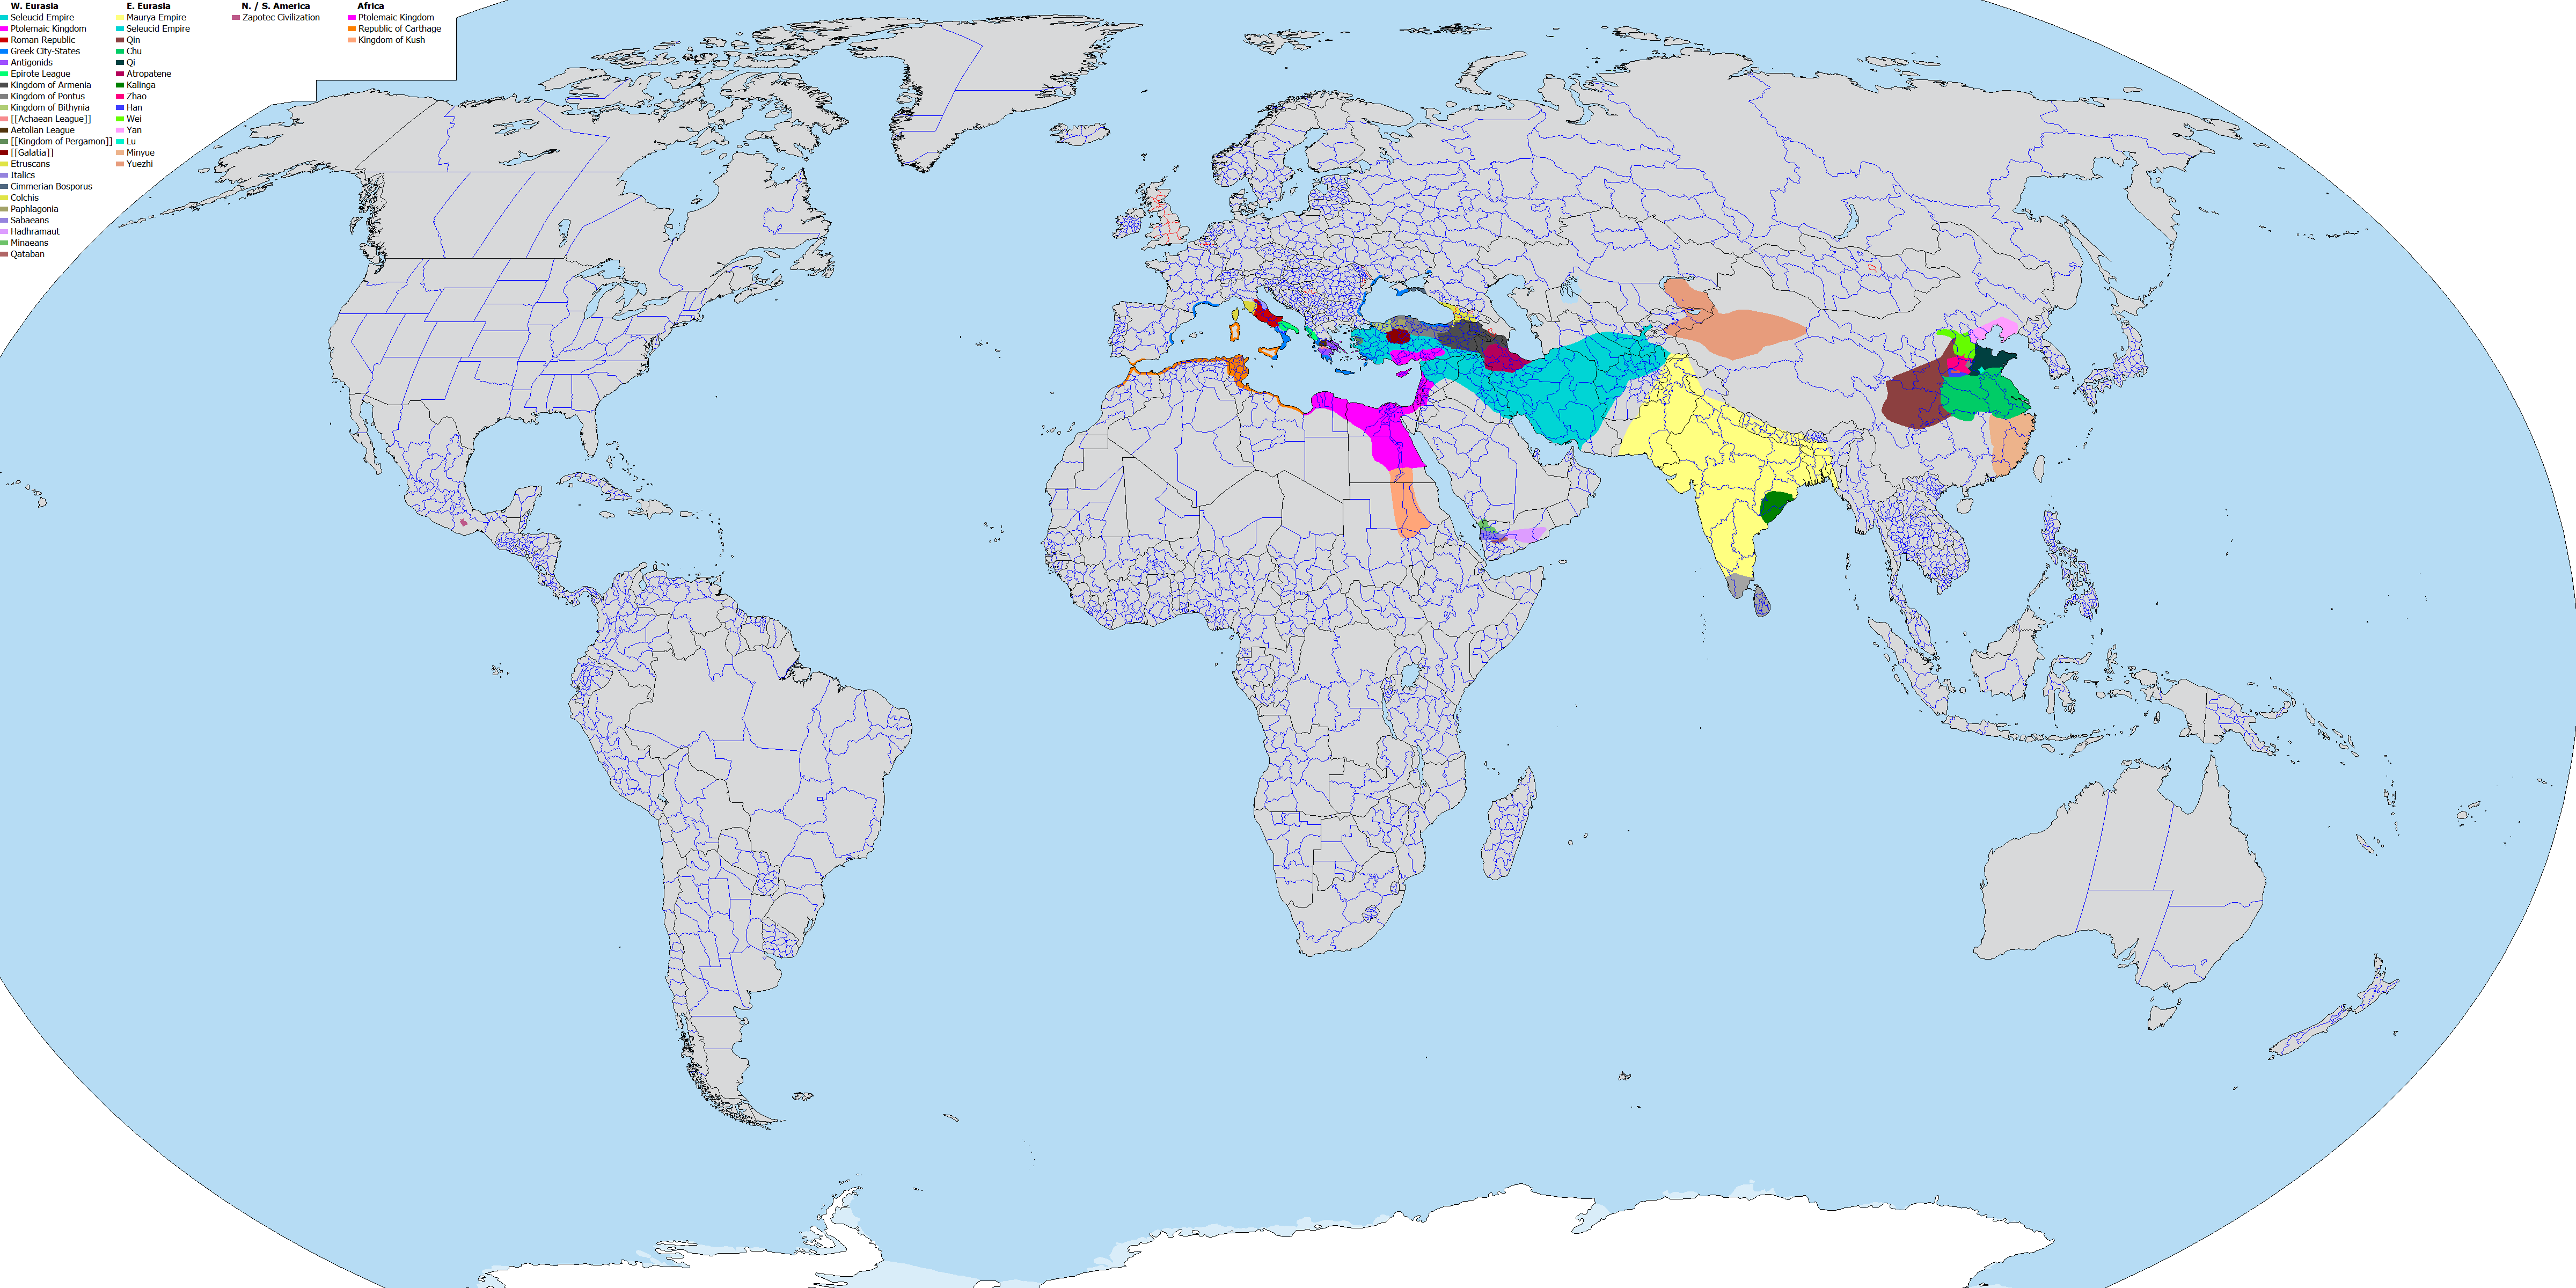 W. Eurasia
Seleucid Empire
Ptolemaic Kingdom
Roman Republic
Greek City-States
Antigonids
Epirote League
Kingdom of Armenia
Kingdom of Pontus
Kingdom of Bithynia
[[Achaean League]]
Aetolian League
[[Kingdom of Pergamon]]
[[Galatia]]
Etruscans
Italics
Cimmerian Bosporus
Colchis
Paphlagonia
Sabaeans
Hadhramaut
Minaeans
Qataban
E. Eurasia
Maurya Empire
Seleucid Empire
Qin
Chu
Qi
Atropatene
Kalinga
Zhao
Han
Wei
Yan
Lu
Minyue
Yuezhi
N. / S. America
Zapotec Civilization
Africa
Ptolemaic Kingdom
Republic of Carthage
Kingdom of Kush